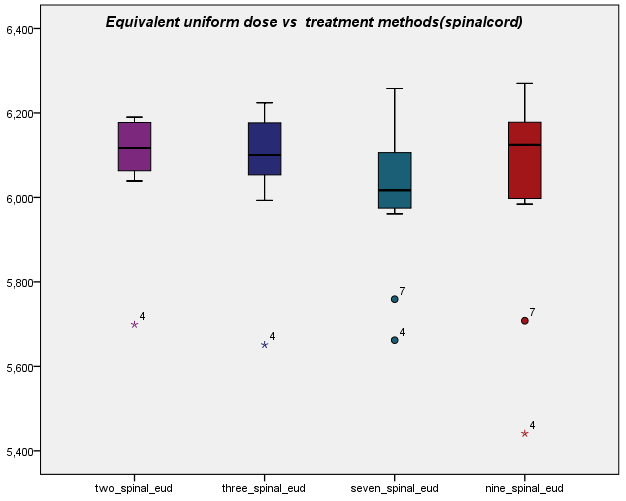 Equivalent uniform dose vs  treatment methods(spinalcord)
6,400
6,200
6,000
5,800
5,600
5,400
4
4
7
4
7
4
two_spinal_eud
three_spinal_eud
seven_spinal_eud
nine_spinal_eud